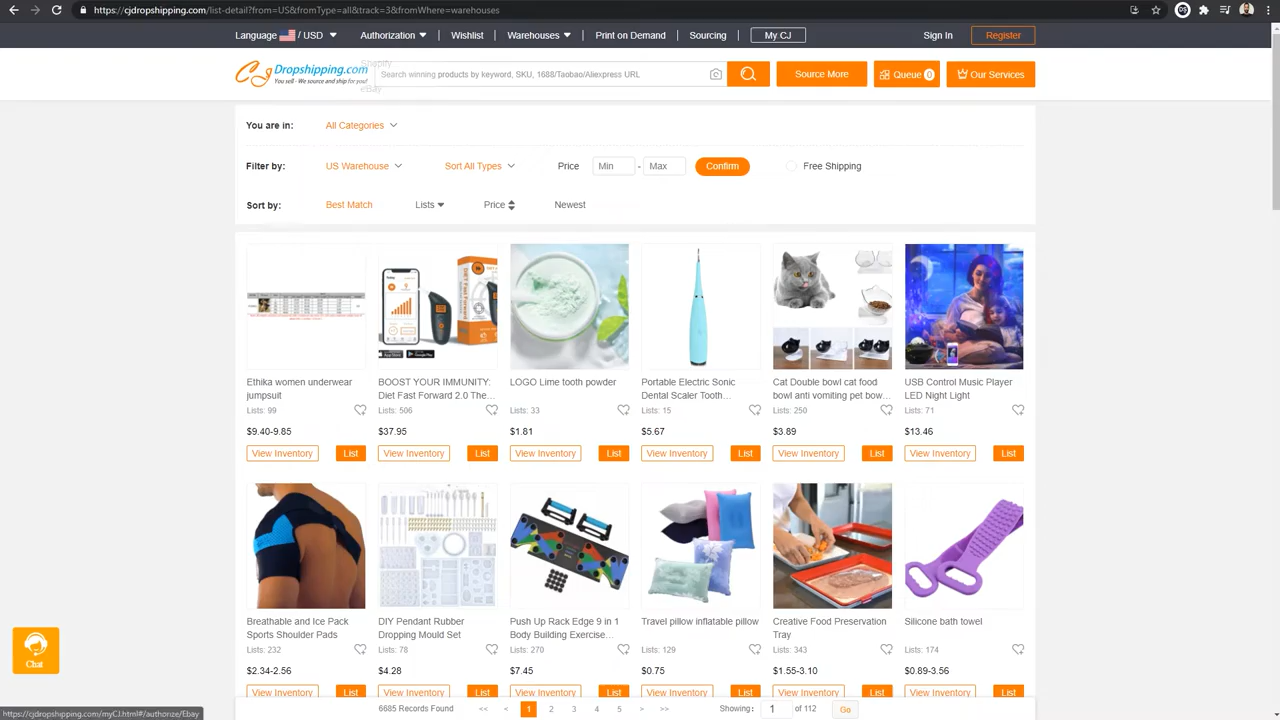 https://cjdropshipping.com/list-detail?from=US&fromType=all&track=3&fromWhere=warehouses
Language / USD Authorization Wishlist Warehouses Print on Demand Sourcing My CJ Sign In Register
Shopify
CJ Dropshipping.com Search winning products by keyword, SKU, 1688/Taobao/Aliexpress URL Source More Queue 0 Our Services
You sell - We source and ship for you!
eBay
You are in: All Categories
Filter by: US Warehouse Sort All Types Price Min - Max Confirm Free Shipping
Sort by: Best Match Lists Price Newest
Ethika women underwear BOOST YOUR IMMUNITY: LOGO Lime tooth powder Portable Electric Sonic Cat Double bowl cat food USB Control Music Player
jumpsuit Diet Fast Forward 2.0 The... Dental Scaler Tooth... bowl anti vomiting pet bow... LED Night Light
Lists: 99 Lists: 506 Lists: 33 Lists: 15 Lists: 250 Lists: 71
$9.40-9.85 $37.95 $1.81 $5.67 $3.89 $13.46
View Inventory List View Inventory List View Inventory List View Inventory List View Inventory List View Inventory List
Breathable and Ice Pack DIY Pendant Rubber Push Up Rack Edge 9 in 1 Travel pillow inflatable pillow Creative Food Preservation Silicone bath towel
Sports Shoulder Pads Dropping Mould Set Body Building Exercise... Tray
Lists: 232 Lists: 78 Lists: 270 Lists: 129 Lists: 343 Lists: 174
$2.34-2.56 $4.28 $7.45 $0.75 $1.55-3.10 $0.89-3.56
View Inventory List View Inventory List View Inventory List View Inventory List View Inventory List View Inventory List
Chat
6685 Records Found << < 1 2 3 4 5 > >> Showing: 1 of 112 Go
https://cjdropshipping.com/myCJ.html#/authorize/Ebay